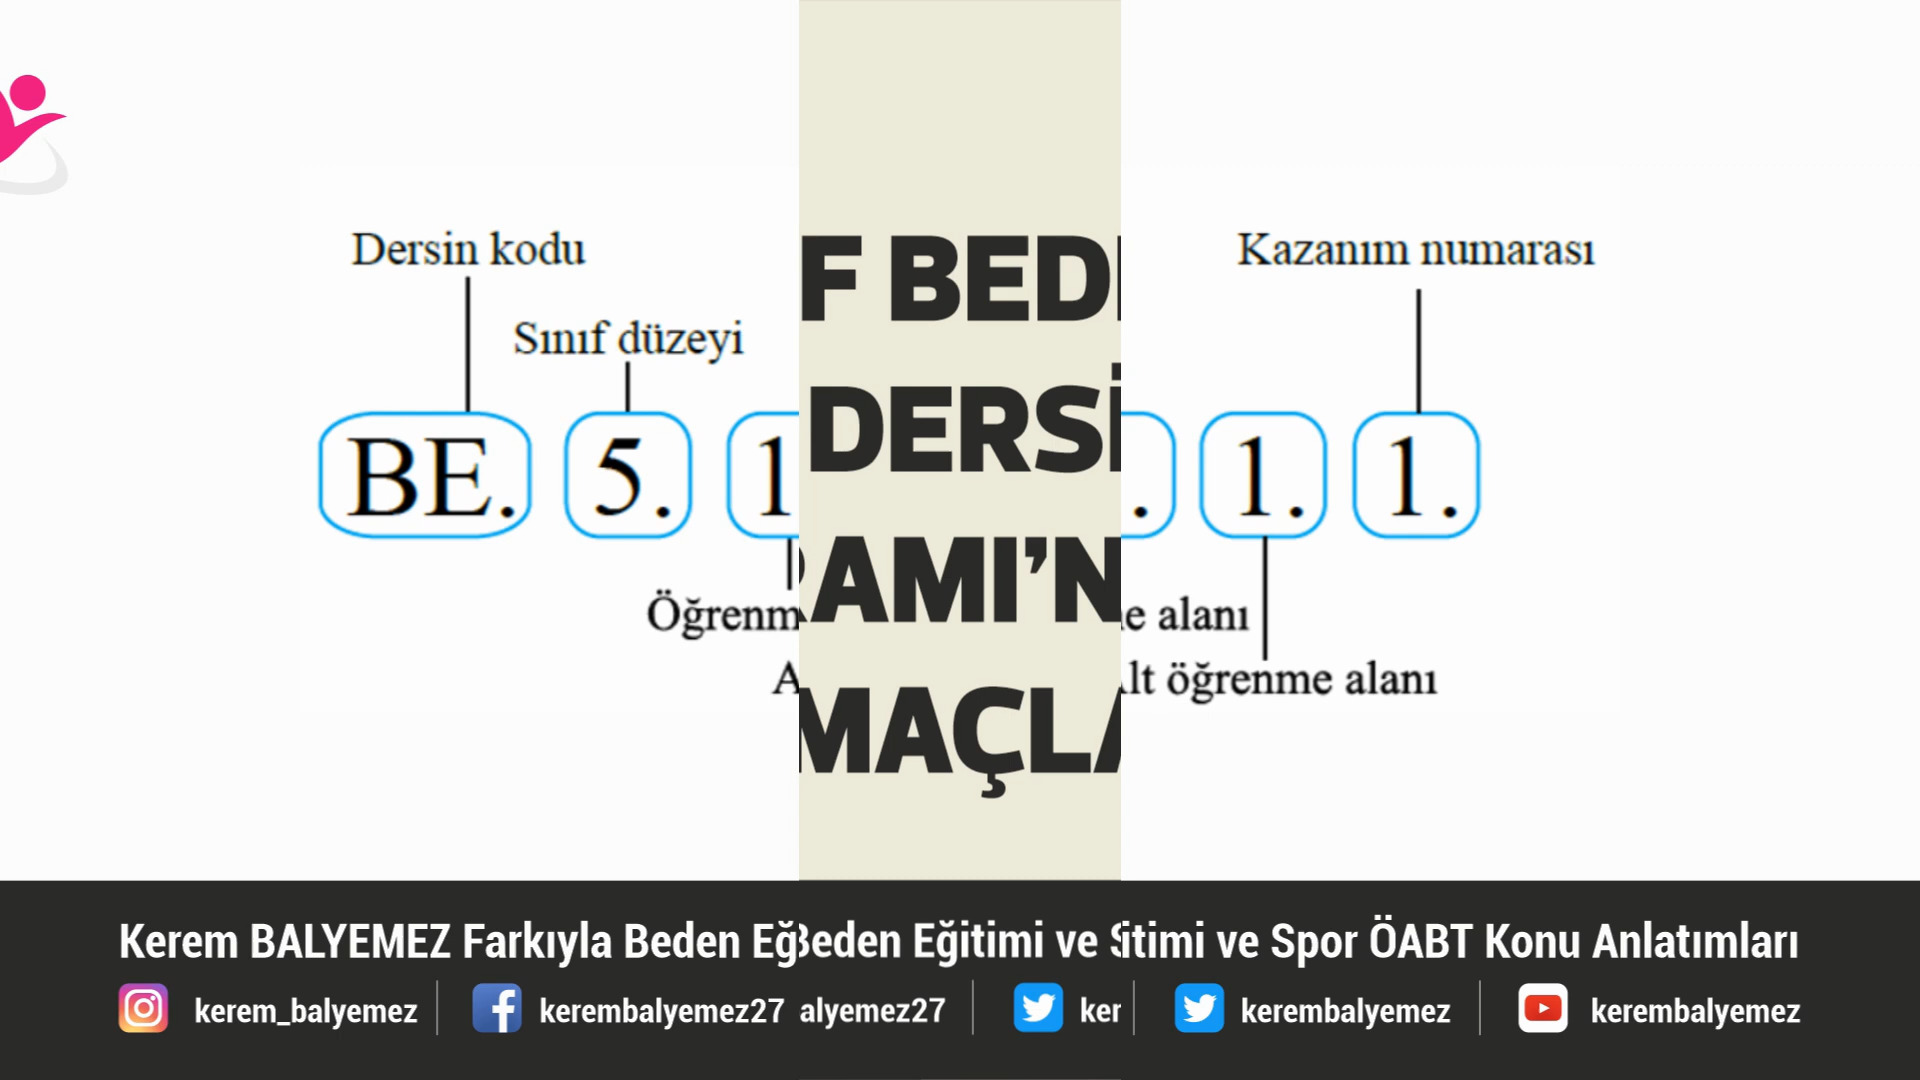 Dersin kodu
Kazanım numarası
Sınıf düzeyi
BE. 5. 1
. 1. 1.
Öğrenm
e alanı
lt öğrenme alanı
F BED
DERSİ
AMI’N
MAÇLA
Kerem BALYEMEZ Farkıyla Beden Eğ
Beden Eğitimi ve S
itimi ve Spor ÖABT Konu Anlatımları
kerem_balyemez
kerembalyemez27
alyemez27
ker
kerembalyemez
kerembalyemez